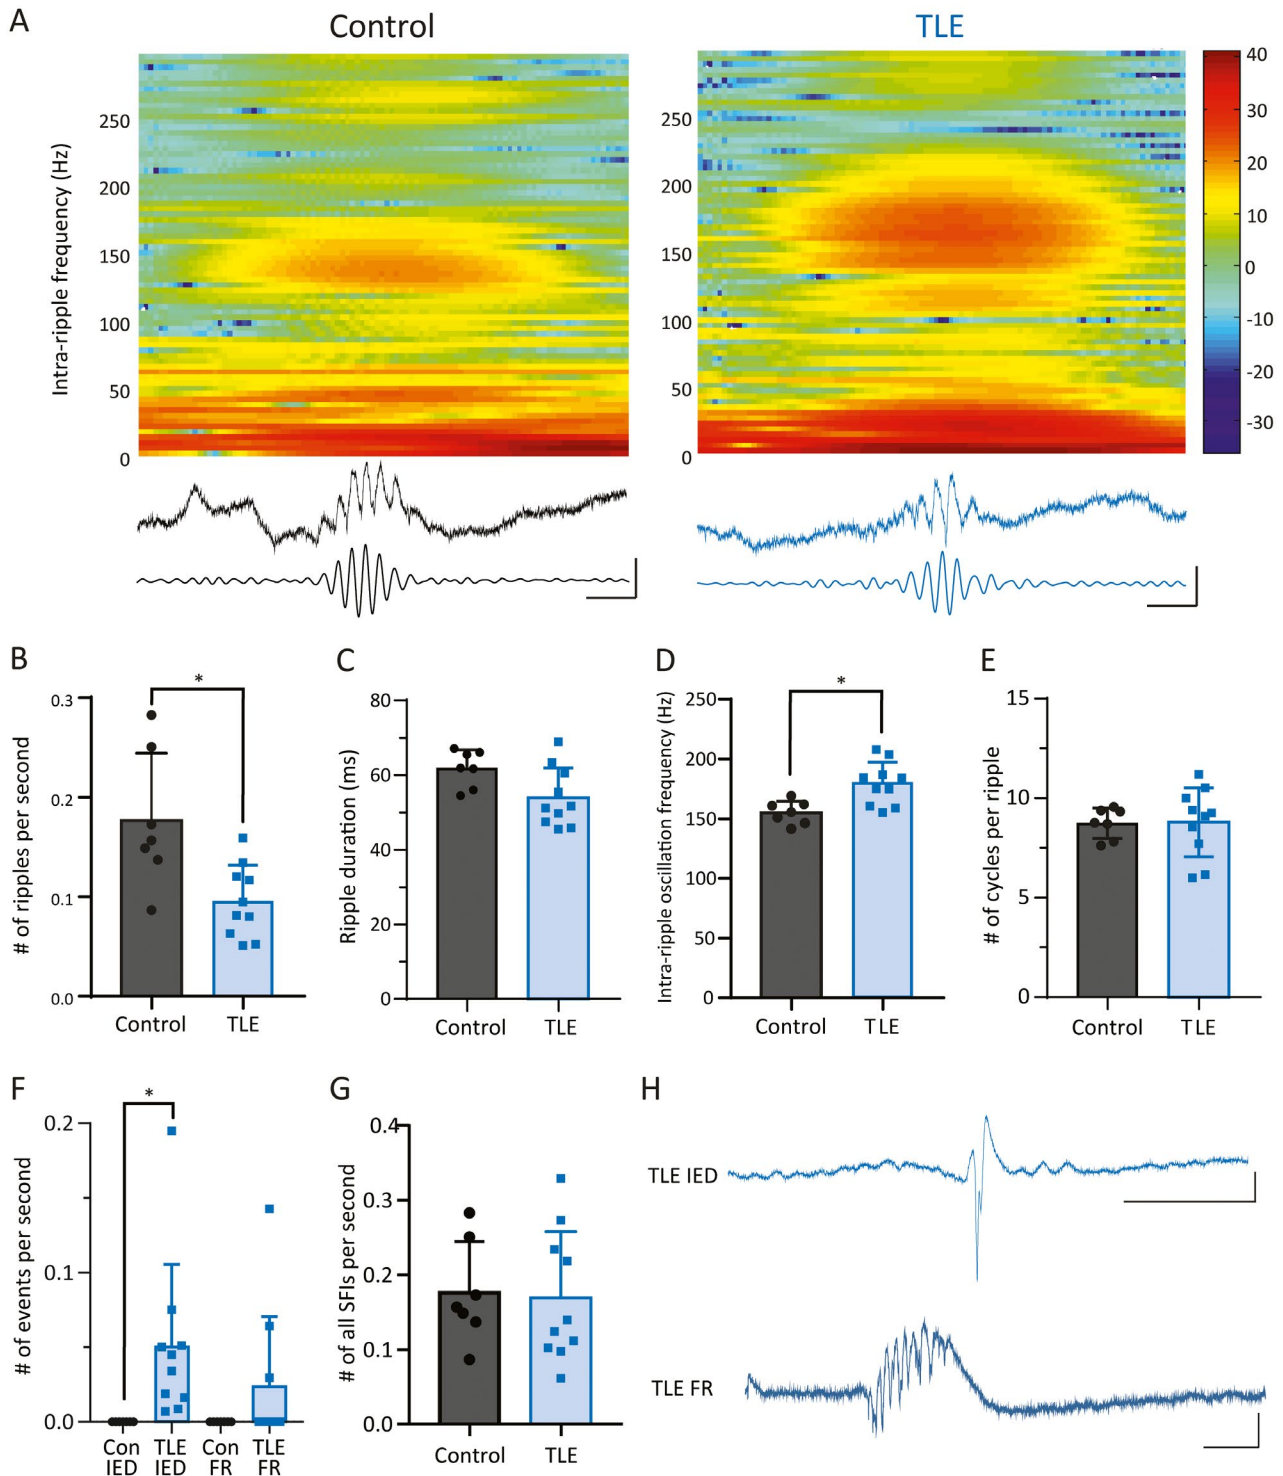 A
Control
TLE
Intra-ripple frequency (Hz)
250
200
150
100
50
0
250
200
150
100
50
0
40
30
20
10
0
-10
-20
-30
B
# of ripples per second
0.3
0.2
0.1
0.0
*
Control
TLE
C
Ripple duration (ms)
80
60
40
20
0
Control
TLE
D
Intra-ripple oscillation frequency (Hz)
250
200
150
100
50
0
*
Control
TLE
E
# of cycles per ripple
15
10
5
0
Control
TLE
F
# of events per second
0.2
0.1
0.0
*
Con
IED
TLE
IED
Con
FR
TLE
FR
G
# of all SFIs per second
0.4
0.3
0.2
0.1
0.0
Control
TLE
H
TLE IED
TLE FR